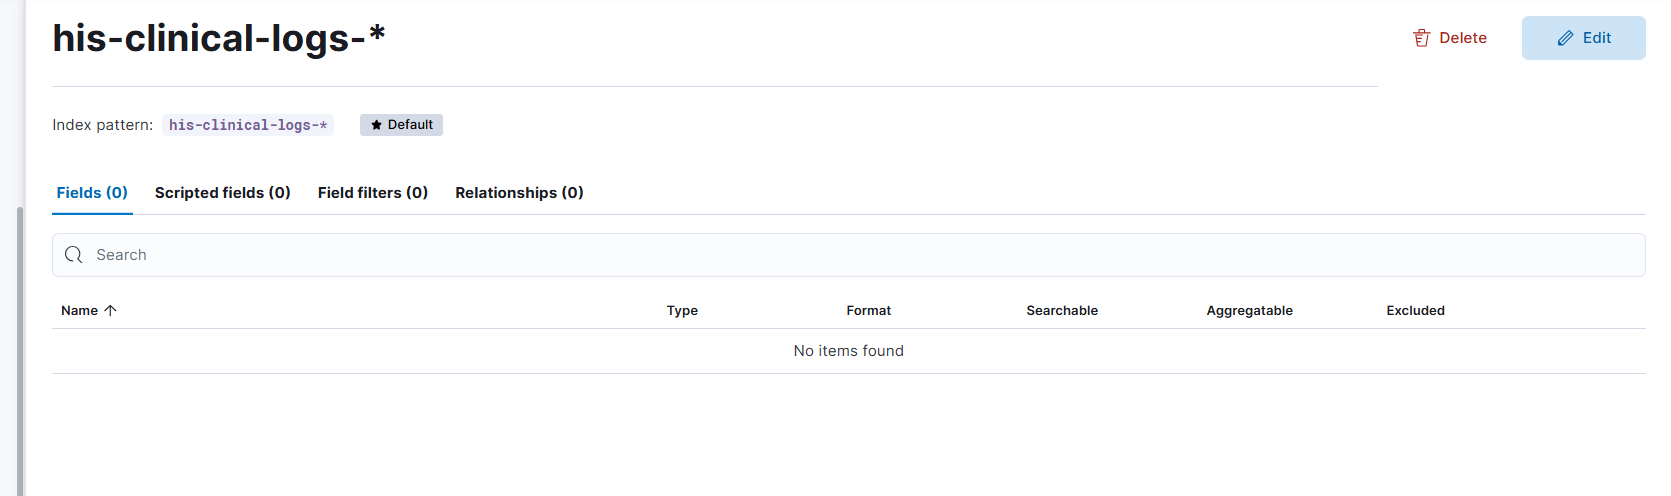 his-clinical-logs-*
Delete
Edit
Index pattern: his-clinical-logs-* Default
Fields (0) Scripted fields (0) Field filters (0) Relationships (0)
Search
Name Type Format Searchable Aggregatable Excluded
No items found